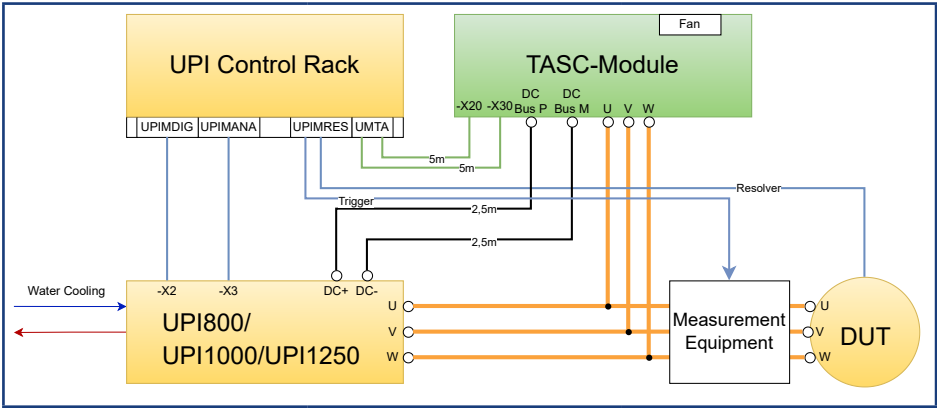 Fan
UPI Control Rack
TASC-Module
-X20 -X30
DC
Bus P
DC
Bus M
U V W
UPIMDIG UPIMANA UPIMRES UMTA
5m
5m
Resolver
Trigger
2,5m
2,5m
Water Cooling
-X2 -X3 DC+ DC-
UPI800/
UPI1000/UPI1250
U
V
W
Measurement
Equipment
U
V
W
DUT